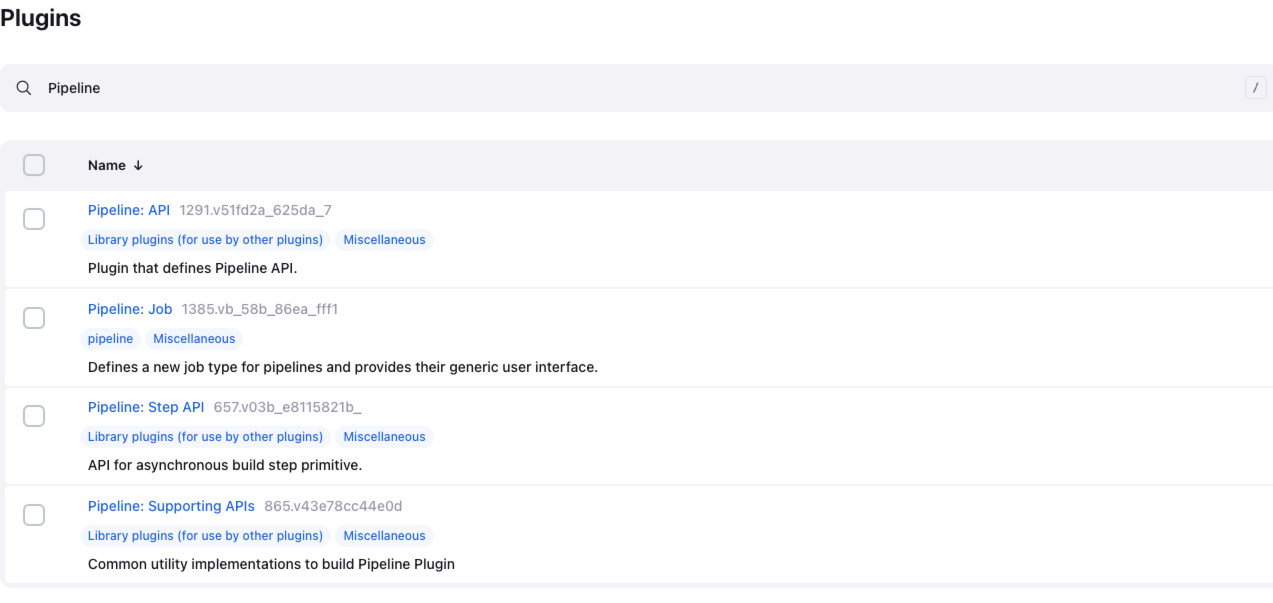 Plugins
Pipeline /
Name ↓
Pipeline: API 1291.v51fd2a_625da_7
Library plugins (for use by other plugins) Miscellaneous
Plugin that defines Pipeline API.
Pipeline: Job 1385.vb_58b_86ea_fff1
pipeline Miscellaneous
Defines a new job type for pipelines and provides their generic user interface.
Pipeline: Step API 657.v03b_e8115821b_
Library plugins (for use by other plugins) Miscellaneous
API for asynchronous build step primitive.
Pipeline: Supporting APIs 865.v43e78cc44e0d
Library plugins (for use by other plugins) Miscellaneous
Common utility implementations to build Pipeline Plugin